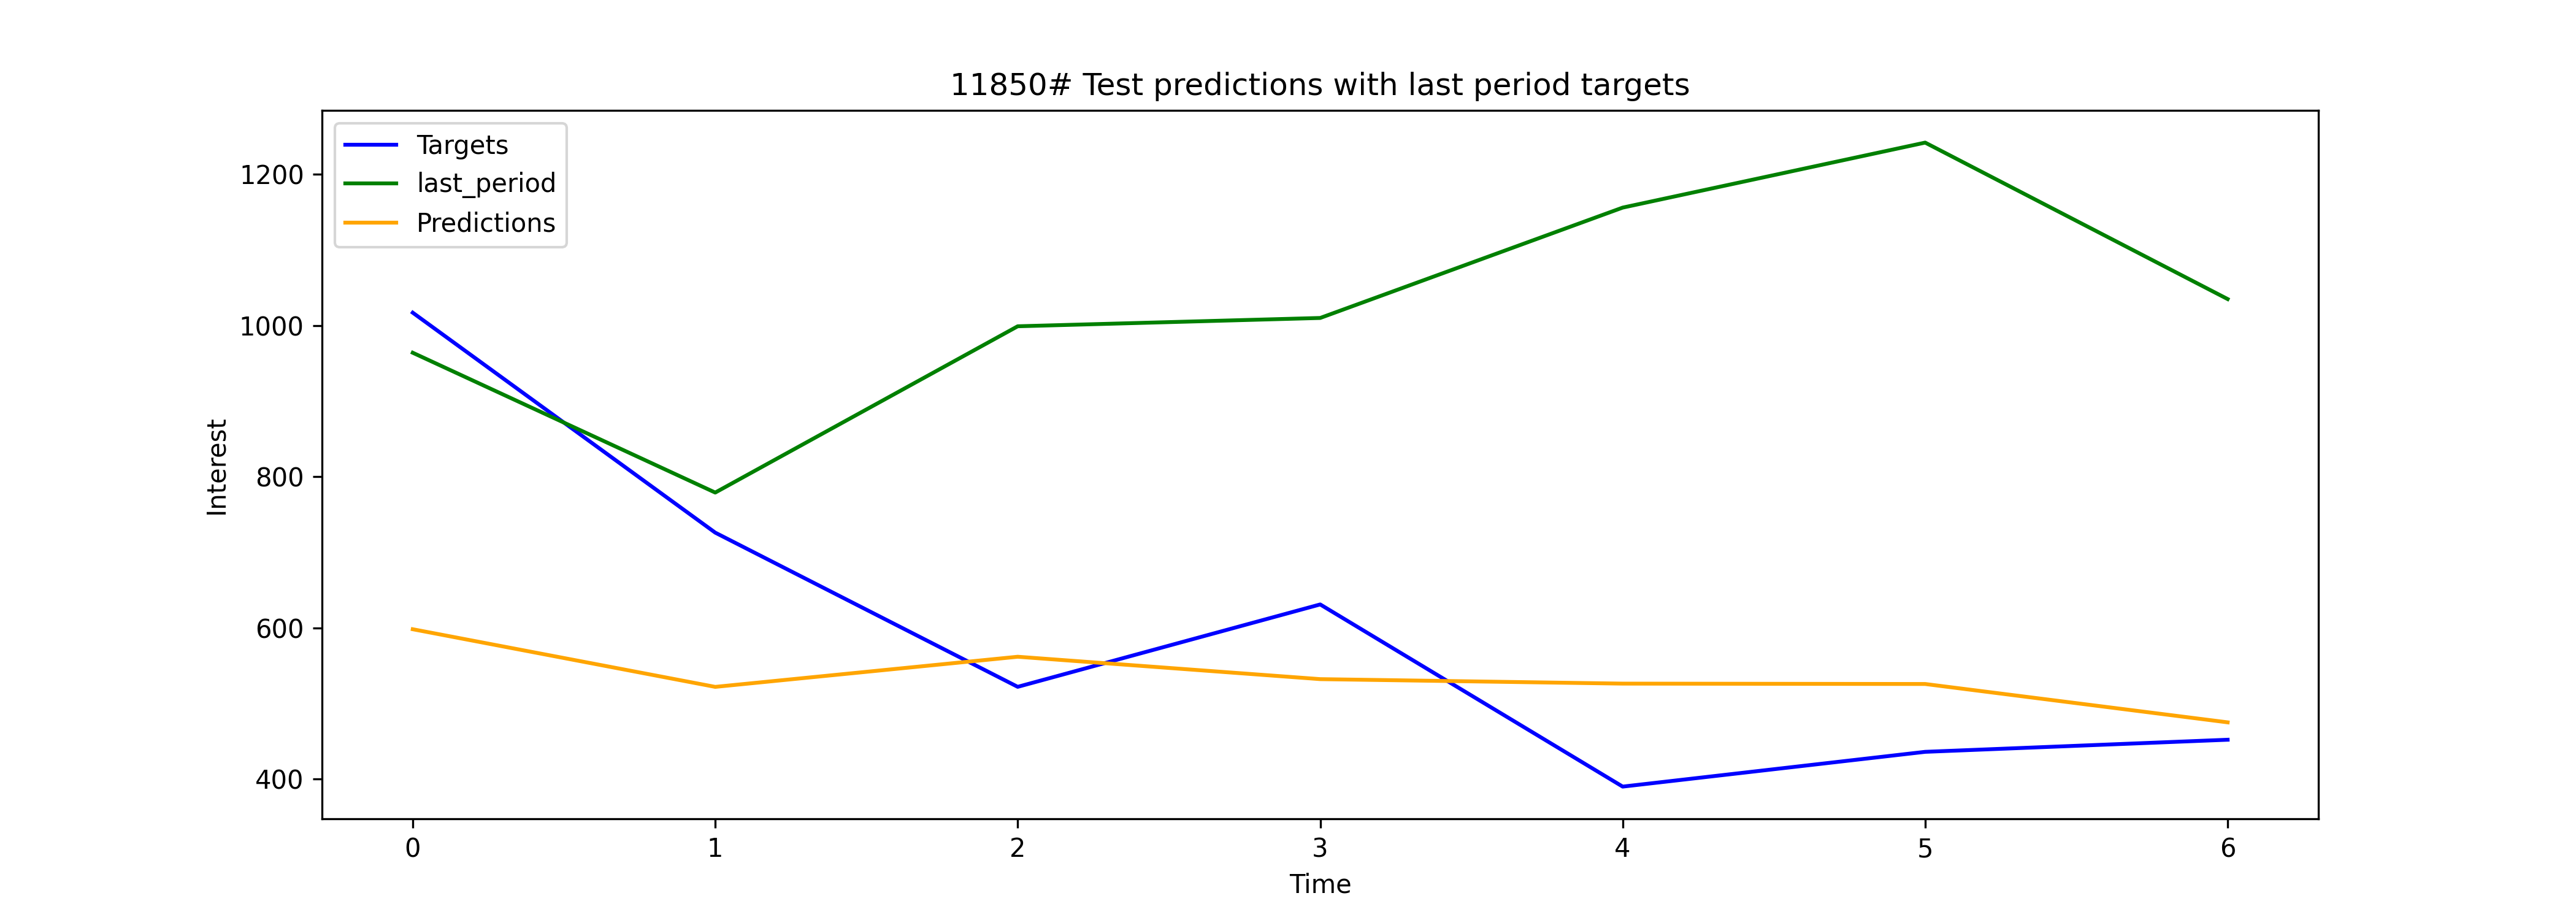 11850# Test predictions with last period targets
Targets
last_period
Predictions
Interest
1200
1000
800
600
400
0 1 2 3 4 5 6
Time